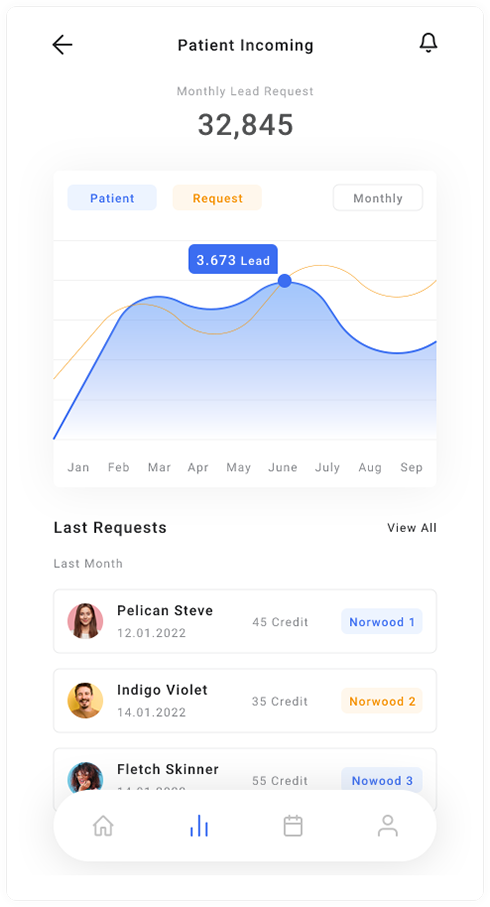 Patient Incoming
Monthly Lead Request
32,845
Patient Request Monthly
3.673 Lead
Jan Feb Mar Apr May June July Aug Sep
Last Requests View All
Last Month
Pelican Steve
45 Credit Norwood 1
12.01.2022
Indigo Violet
35 Credit Norwood 2
14.01.2022
Fletch Skinner
55 Credit Nowood 3